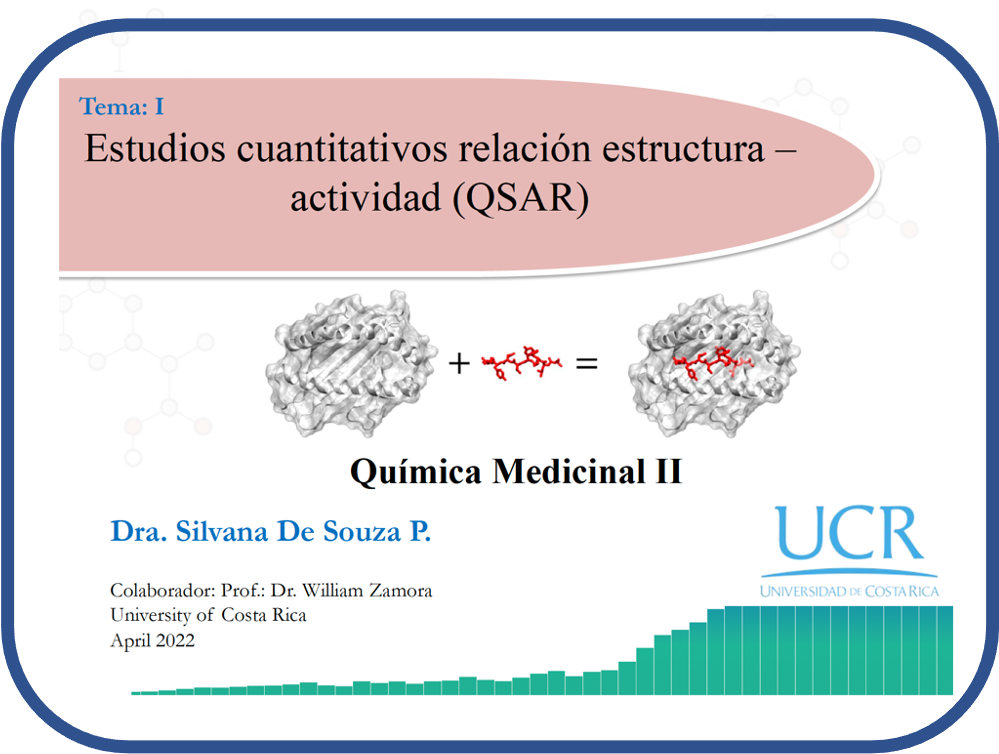 Tema: I
Estudios cuantitativos relación estructura –
actividad (QSAR)
+ =
Química Medicinal II
Dra. Silvana De Souza P.
UCR
UNIVERSIDAD DE COSTA RICA
Colaborador: Prof.: Dr. William Zamora
University of Costa Rica
April 2022